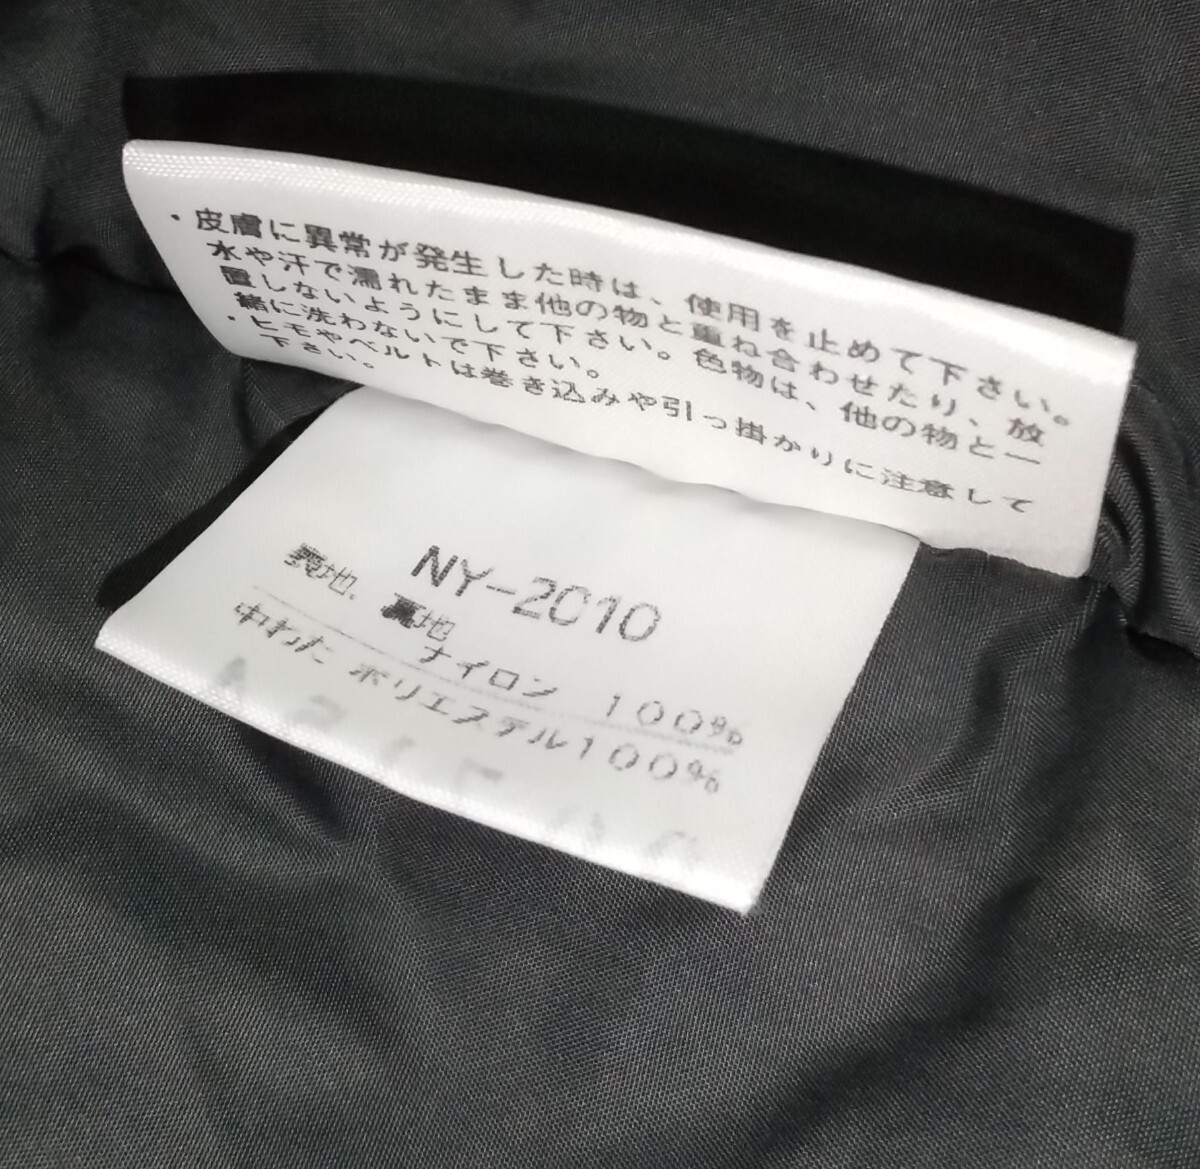 ・皮膚に異常が発生した時は、使用を止めて下さい。
水や汗で濡れたまま他の物と重ね合わせたり、放
置しないようにして下さい。色物は、他の物と一
緒に洗わないで下さい。
・ヒモやベルトは巻き込みや引っ掛かりに注意して
下さい。
NY-2010
表地、裏地
ナイロン 100%
中わた ポリエステル100%